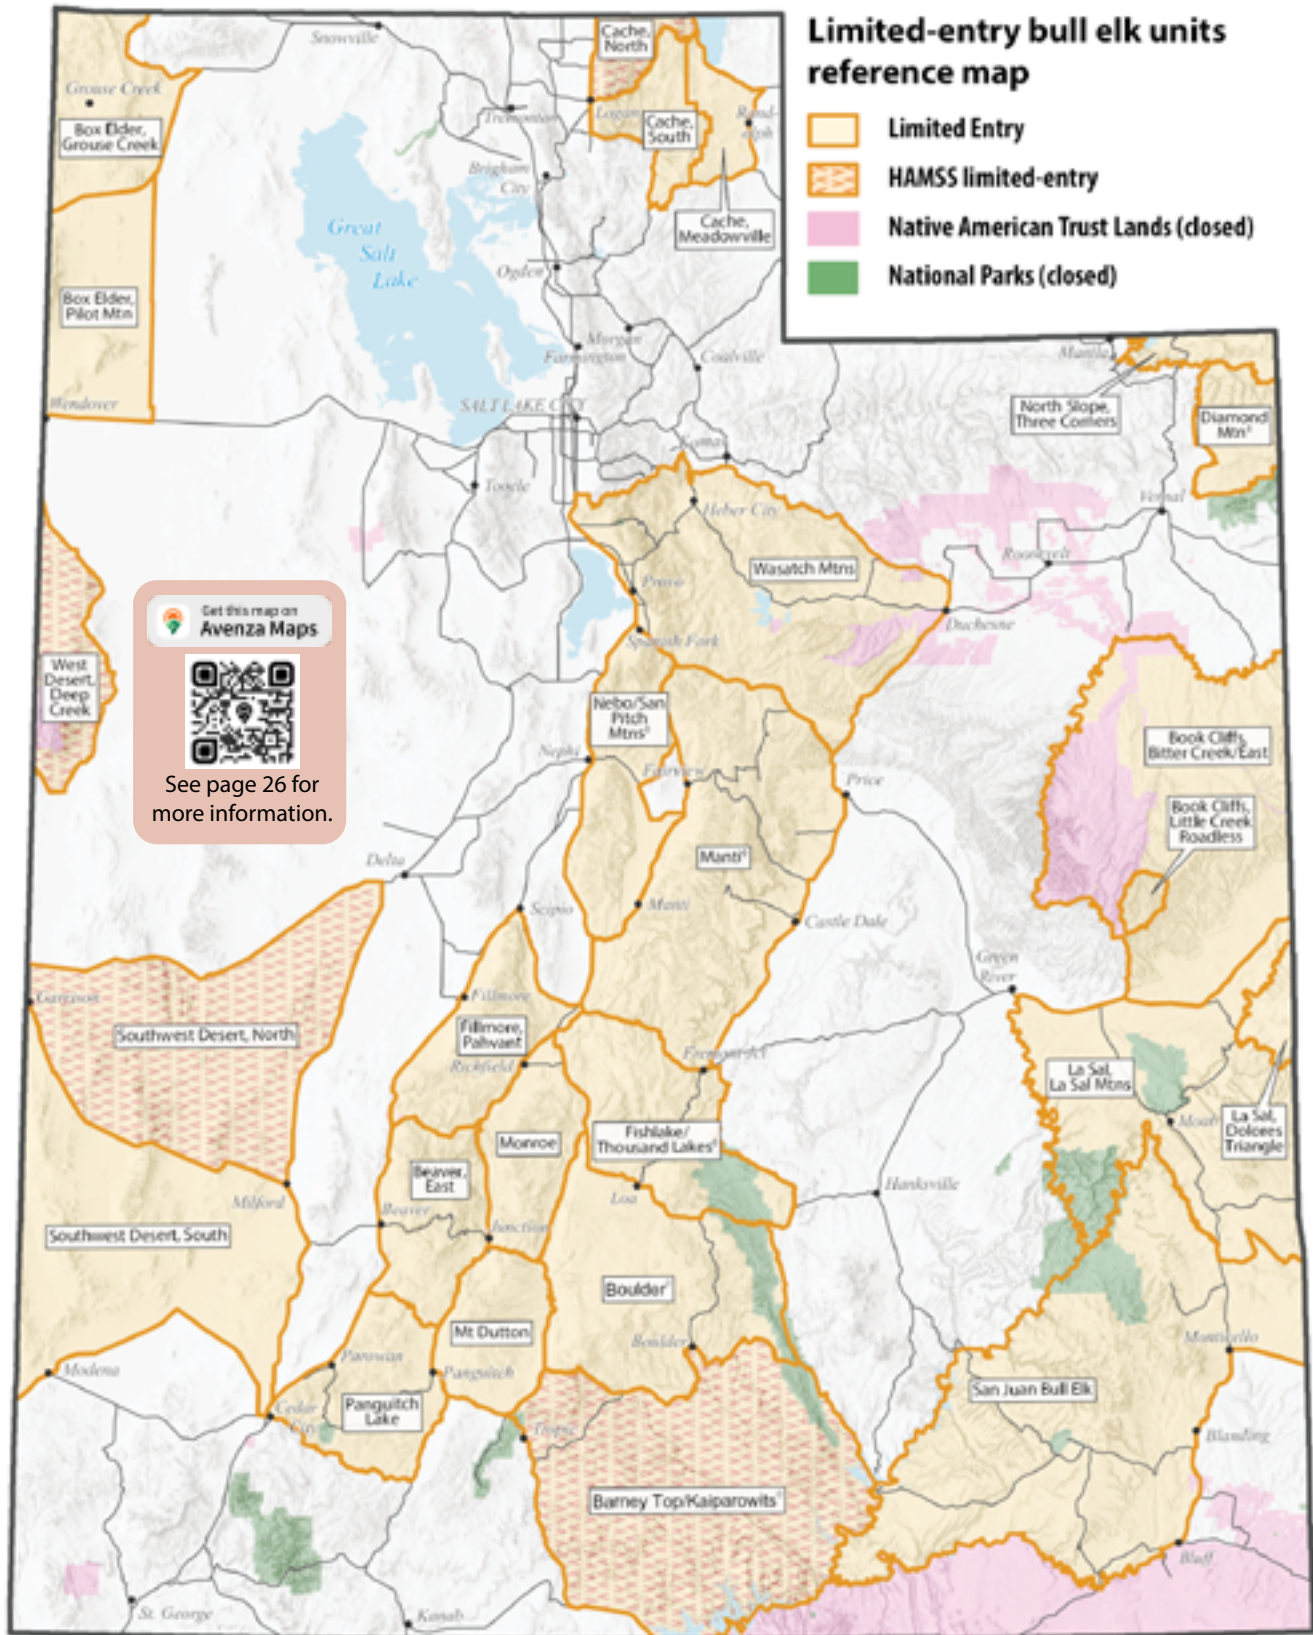 Limited-entry bull elk units
reference map
Limited Entry
HAMSS limited-entry
Native American Trust Lands (closed)
National Parks (closed)
Snowville
Cache,
North
Grouse Creek
Box Elder,
Grouse Creek
Tremonton
Logan
Cache,
South
Rand-
olph
Brigham
City
Cache,
Meadowville
Great
Salt
Lake
Ogden
Box Elder,
Pilot Mtn
Morgan
Farmington
Coalville
Manila
Wendover
SALT LAKE CITY
North Slope,
Three Corners
Diamond
Mtn
Kamas
Tooele
Heber City
Vernal
Roosevelt
Wasatch Mtns
Provo
Duchesne
Spanish Fork
Get this map on
Avenza Maps
See page 26 for
more information.
West
Desert,
Deep
Creek
Nebo/San
Pitch
Mtns
Nephi
Fairview
Price
Book Cliffs,
Bitter Creek/East
Book Cliffs,
Little Creek
Roadless
Delta
Manti
Scipio
Manti
Castle Dale
Green
River
Garrison
Fillmore
Southwest Desert, North
Fillmore,
Pahvant
Richfield
Fremont Jct
La Sal,
La Sal Mtns
Moab
La Sal,
Dolores
Triangle
Monroe
Fishlake/
Thousand Lakes
Beaver,
East
Milford
Loa
Hanksville
Beaver
Junction
Southwest Desert, South
Boulder
Mt Dutton
Boulder
Monticello
Modena
Parowan
Panguitch
San Juan Bull Elk
Panguitch
Lake
Cedar
City
Tropic
Blanding
Barney Top/Kaiparowits
Bluff
St. George
Kanab